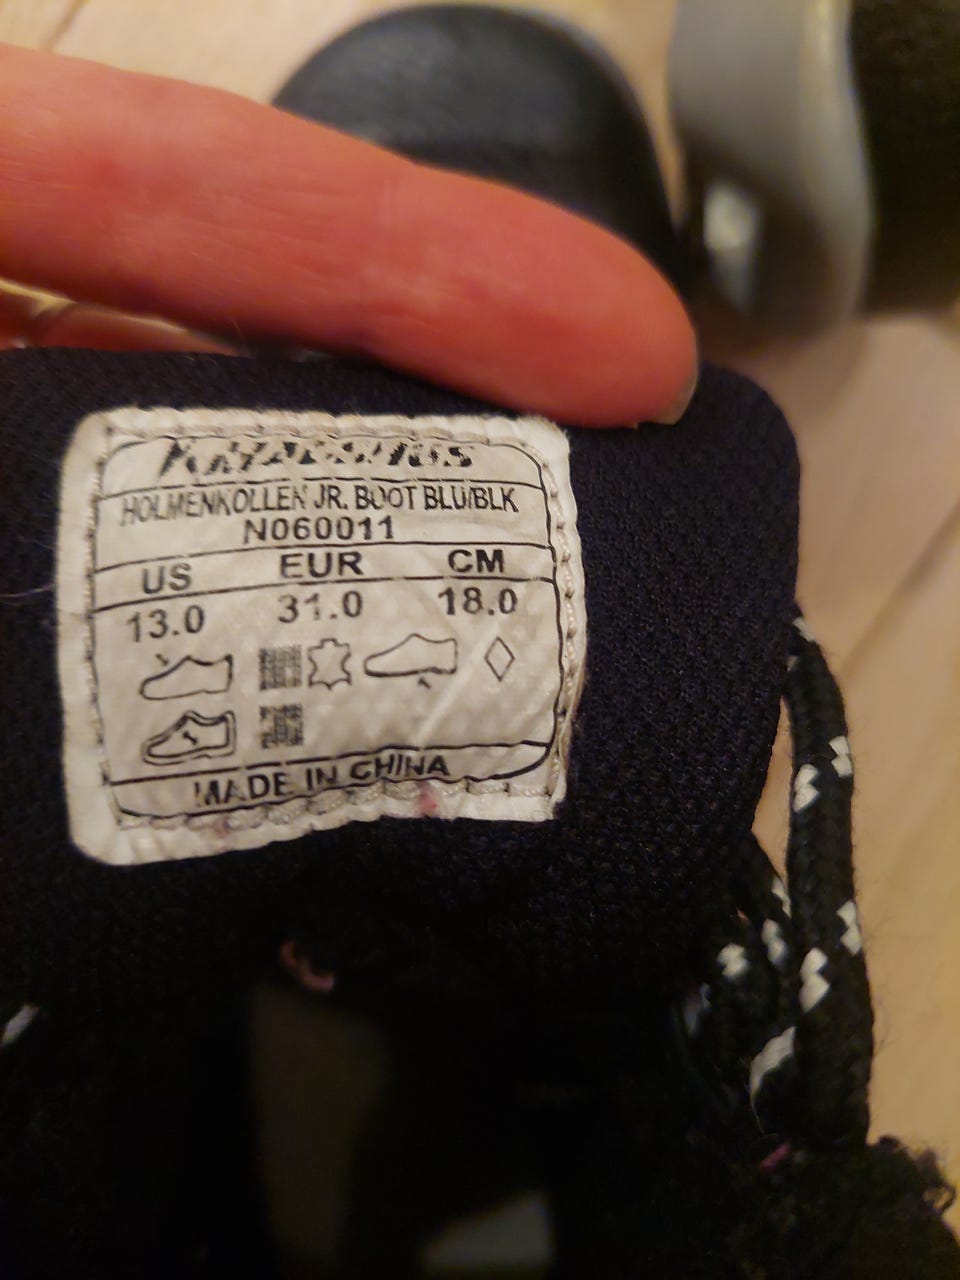 HOLMENKOLLEN JR. BOOT BLU/BLK
N060011
US EUR CM
13.0 31.0 18.0
MADE IN CHINA